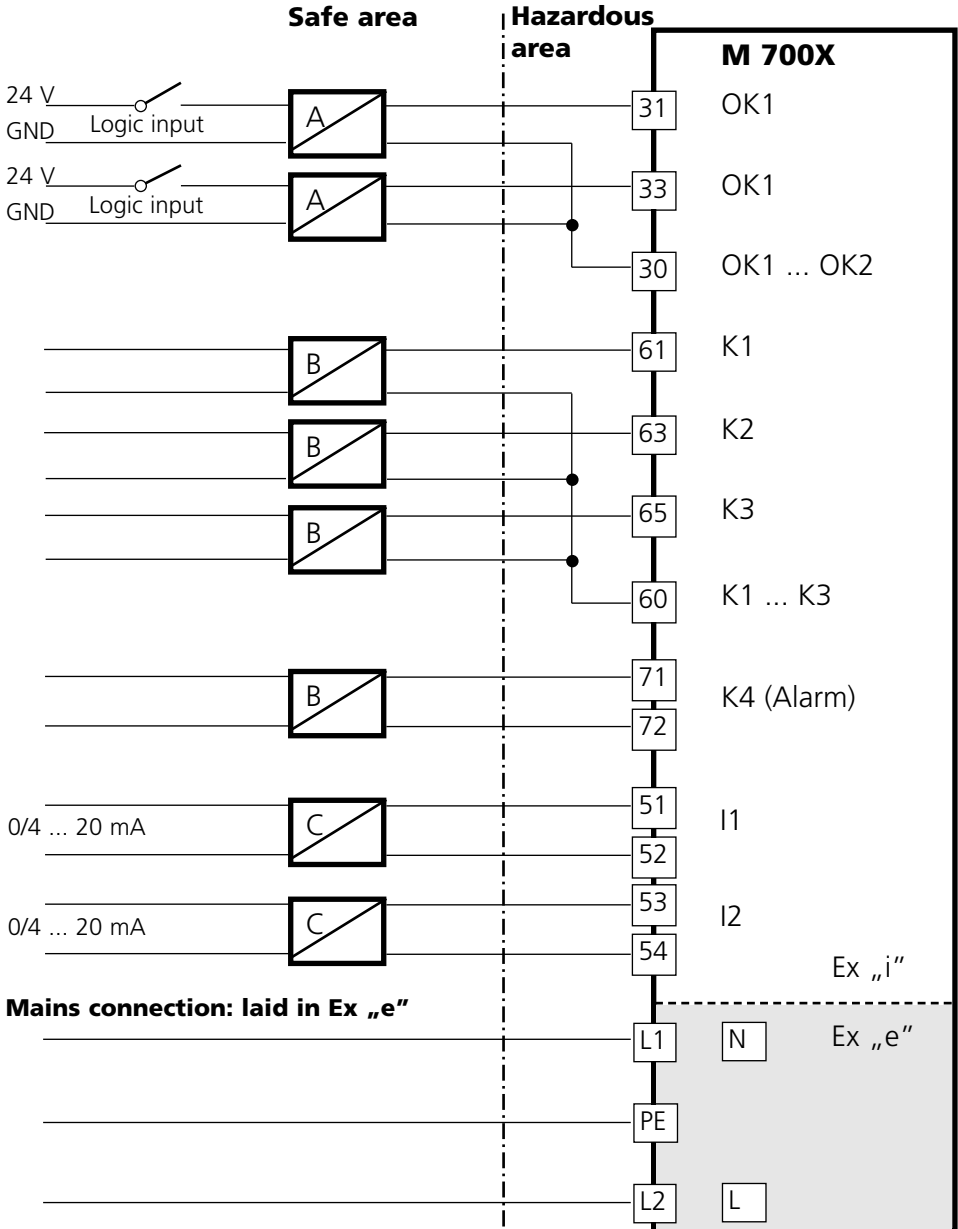 Safe area
Hazardous
area
M 700X
24 V
GND
Logic input
A
31
OK1
24 V
GND
Logic input
A
33
OK1
30
OK1 ... OK2
B
61
K1
B
63
K2
B
65
K3
60
K1 ... K3
B
71
72
K4 (Alarm)
0/4 ... 20 mA
C
51
52
I1
0/4 ... 20 mA
C
53
54
I2
Ex „i”
Mains connection: laid in Ex „e”
L1
N
Ex „e”
PE
L2
L